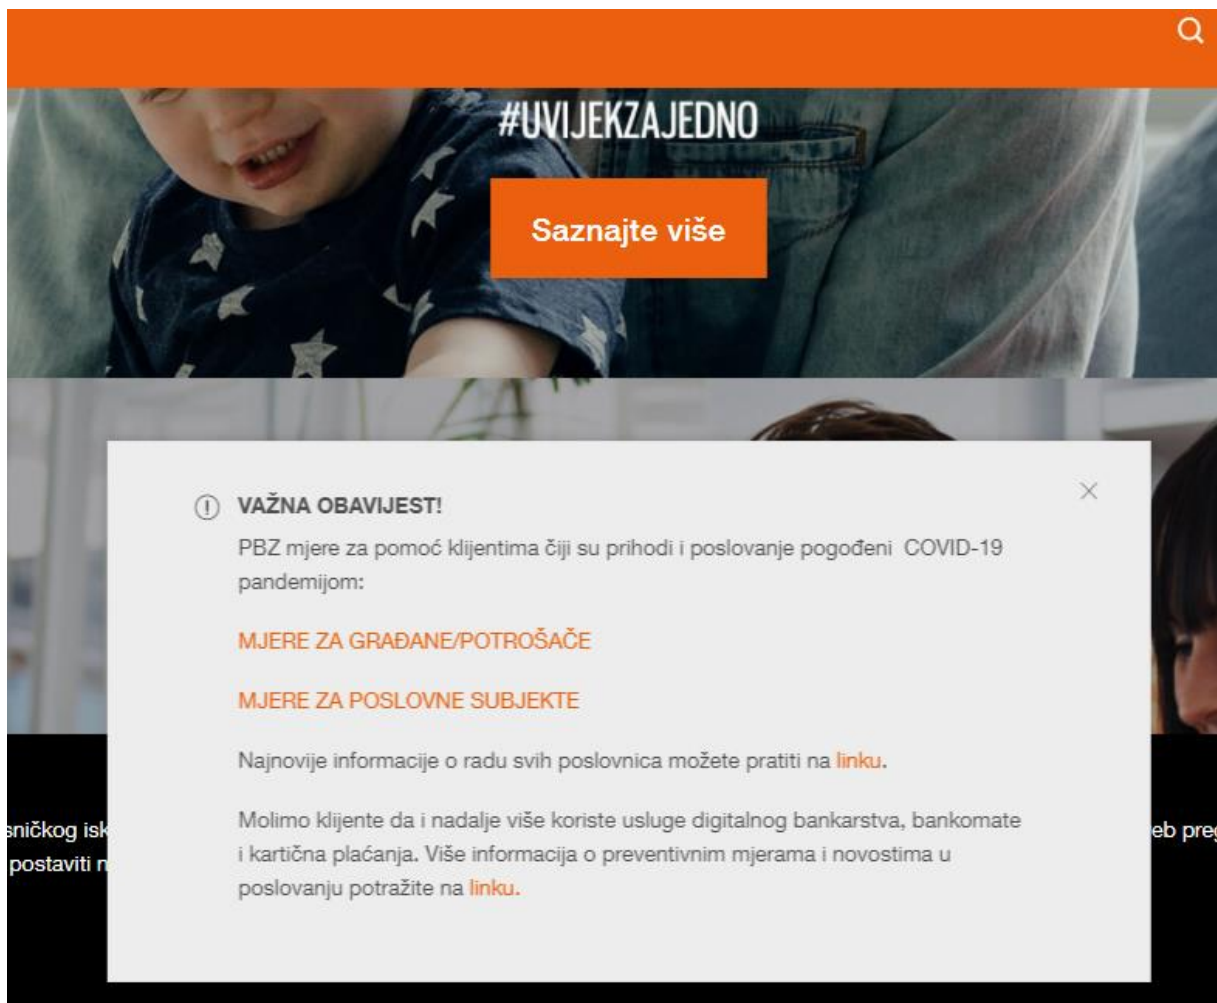 #UVIJEKZAJEDNO
Saznajte više
VAŽNA OBAVIJEST!
PBZ mjere za pomoć klijentima čiji su prihodi i poslovanje pogođeni COVID-19
pandemijom:
MJERE ZA GRAĐANE/POTROŠAČE
MJERE ZA POSLOVNE SUBJEKTE
Najnovije informacije o radu svih poslovnica možete pratiti na linku.
Molimo klijente da i nadalje više koriste usluge digitalnog bankarstva, bankomate
i kartična plaćanja. Više informacija o preventivnim mjerama i novostima u
poslovanju potražite na linku.
postaviti